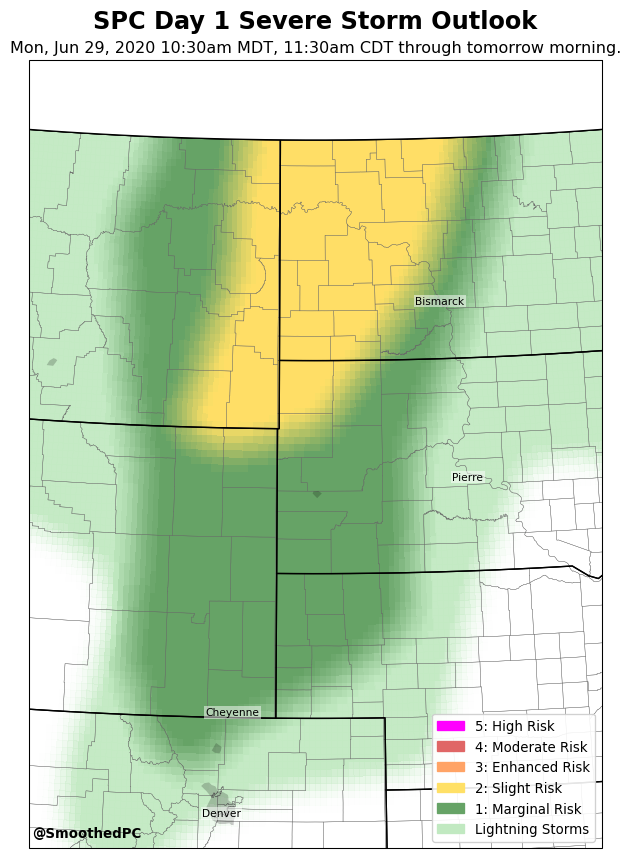 SPC Day 1 Severe Storm Outlook
Mon, Jun 29, 2020 10:30am MDT, 11:30am CDT through tomorrow morning.
Bismarck
Pierre
Cheyenne
Denver
5: High Risk
4: Moderate Risk
3: Enhanced Risk
2: Slight Risk
1: Marginal Risk
Lightning Storms
@SmoothedPC